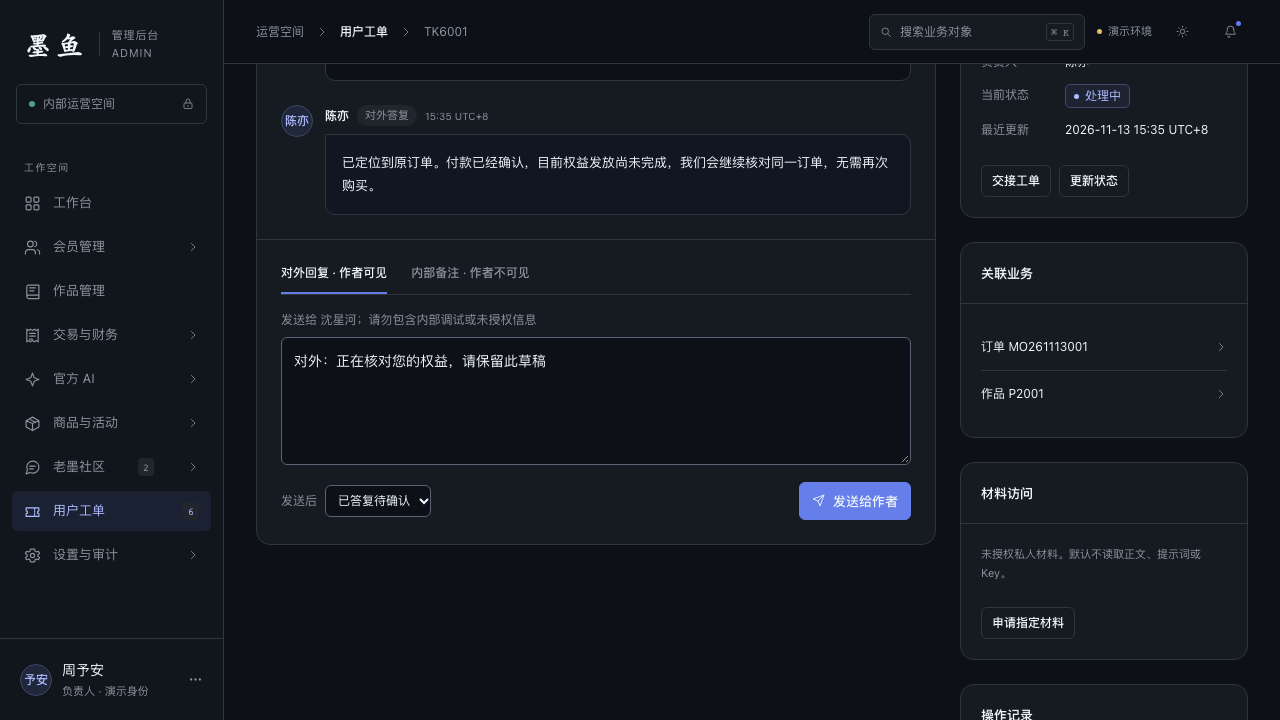 墨鱼
管理后台
ADMIN
内部运营空间
工作空间
工作台
会员管理
作品管理
交易与财务
官方 AI
商品与活动
老墨社区 2
用户工单 6
设置与审计
予安
周予安
负责人 · 演示身份
运营空间 > 用户工单 > TK6001
搜索业务对象 ⌘ K
演示环境
陈亦
陈亦 对外答复 15:35 UTC+8
已定位到原订单。付款已经确认，目前权益发放尚未完成，我们会继续核对同一订单，无需再次
购买。
对外回复 · 作者可见 内部备注 · 作者不可见
发送给 沈星河；请勿包含内部调试或未授权信息
对外：正在核对您的权益，请保留此草稿
发送后 已答复待确认 发送给作者
当前状态 处理中
最近更新 2026-11-13 15:35 UTC+8
交接工单 更新状态
关联业务
订单 MO261113001
作品 P2001
材料访问
未授权私人材料。默认不读取正文、提示词或
Key。
申请指定材料
操作记录